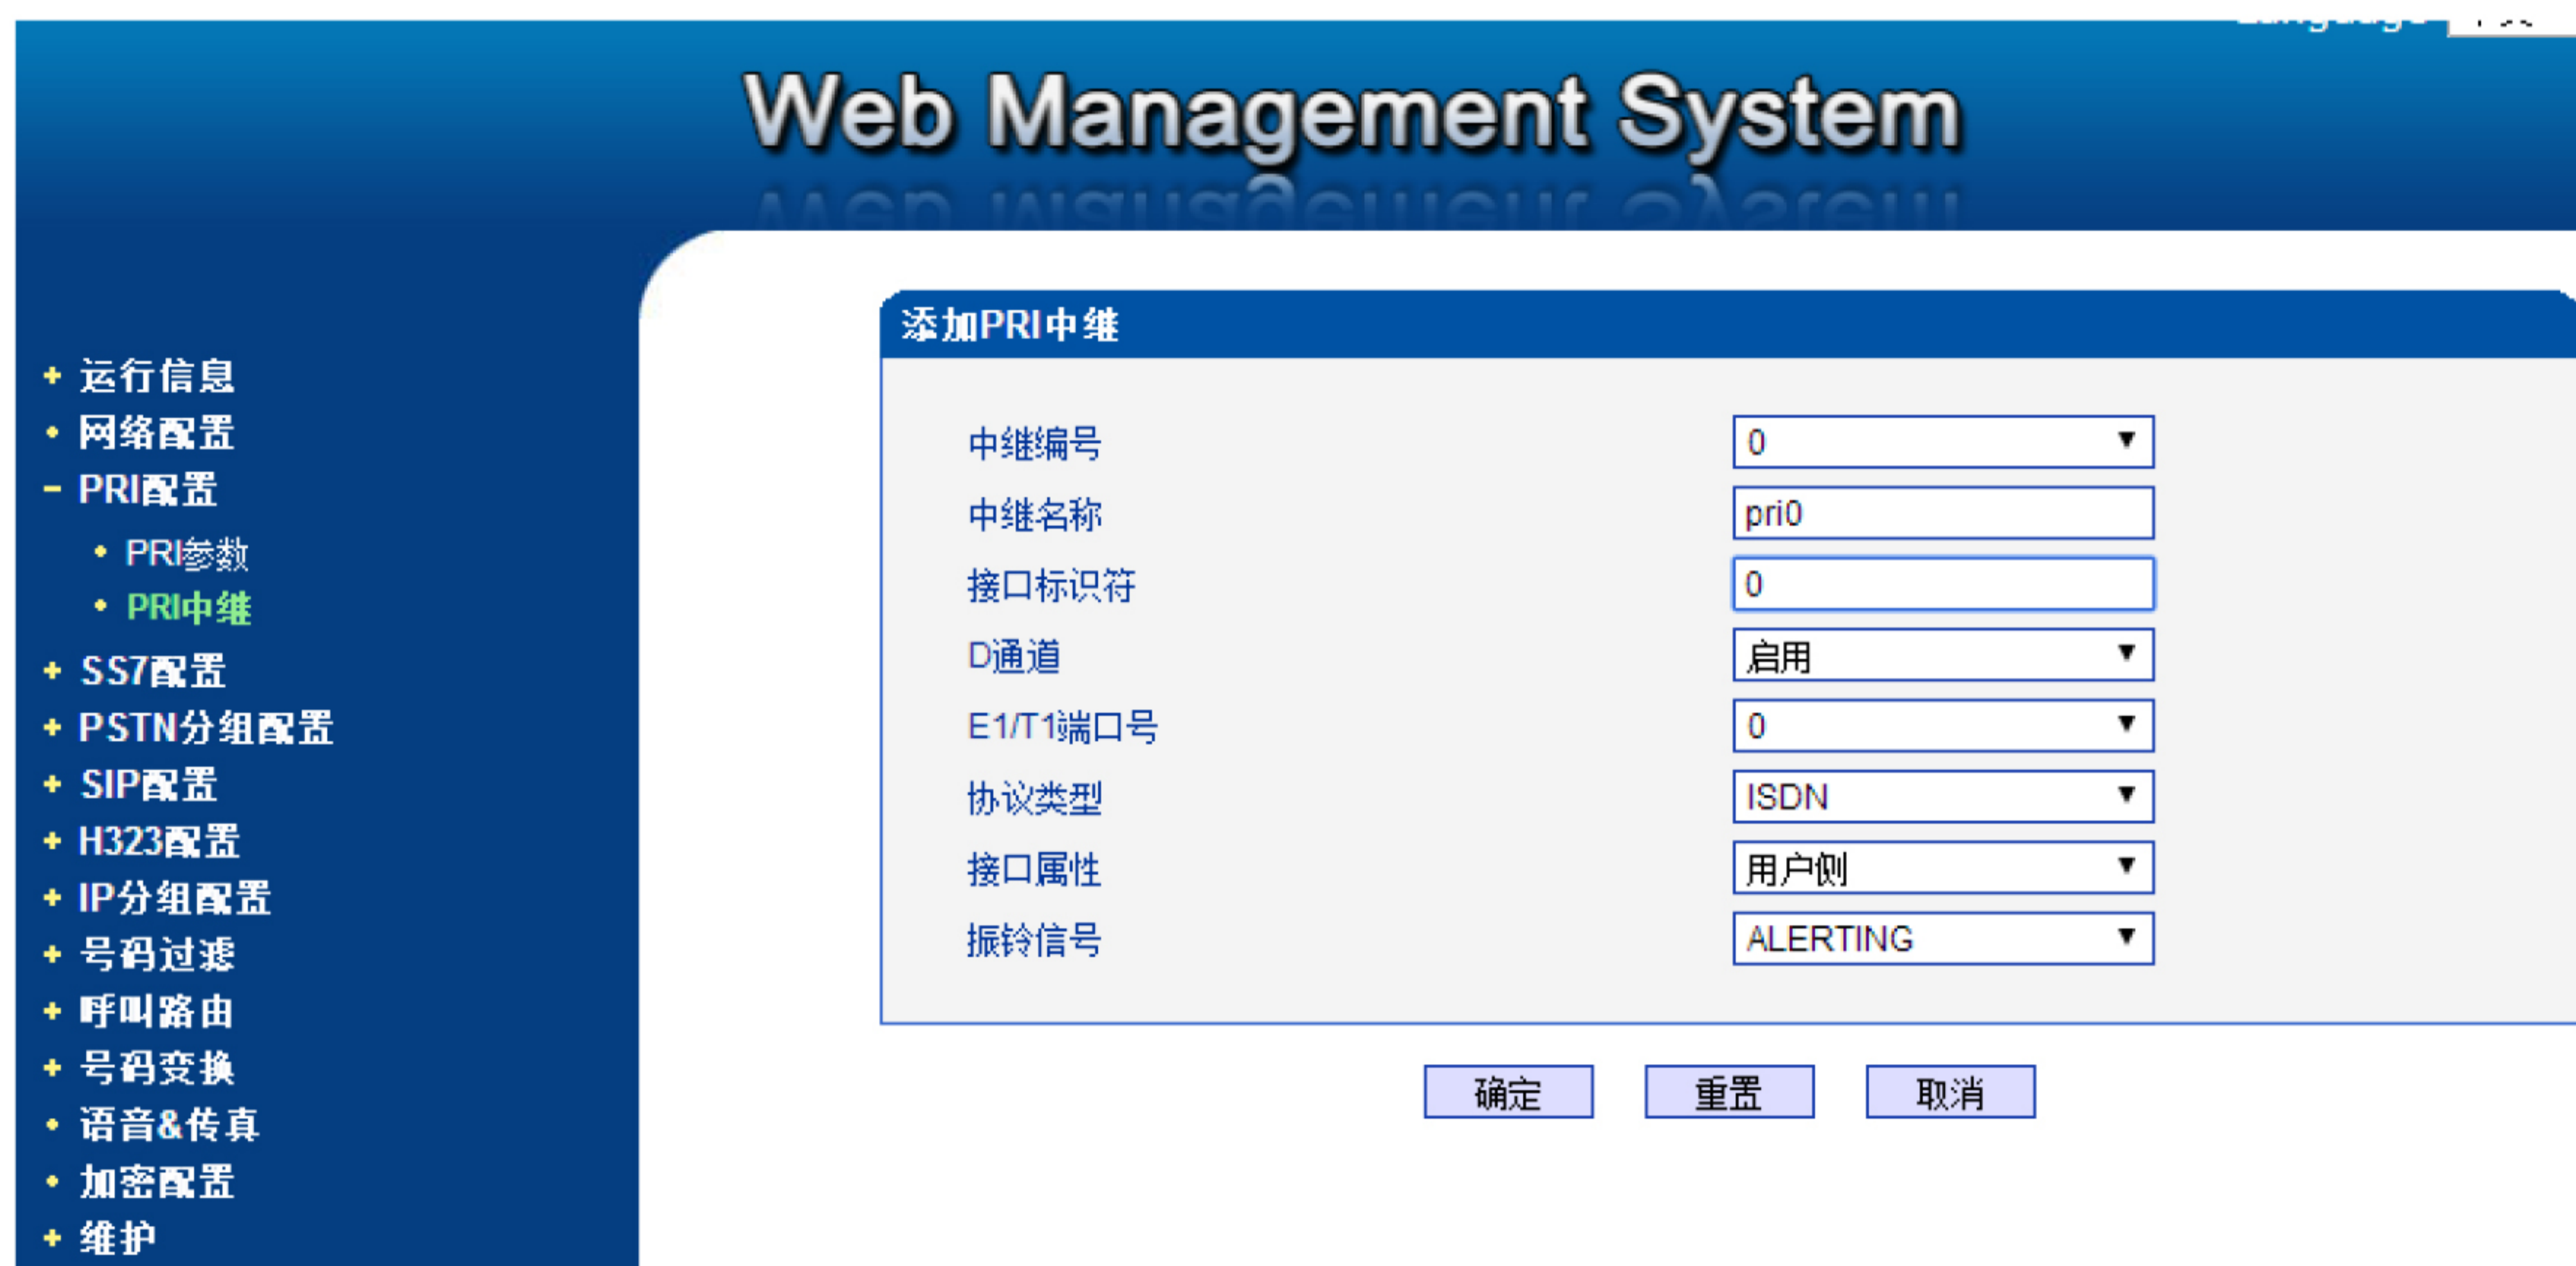 Web Management System
运行信息
网络配置
PRI配置
PRI参数
PRI中继
SS7配置
PSTN分组配置
SIP配置
H323配置
IP分组配置
号码过滤
呼叫路由
号码变换
语音&传真
加密配置
维护
添加PRI中继
中继编号 0
中继名称 pri0
接口标识符 0
D通道 启用
E1/T1端口号 0
协议类型 ISDN
接口属性 用户侧
振铃信号 ALERTING
确定 重置 取消